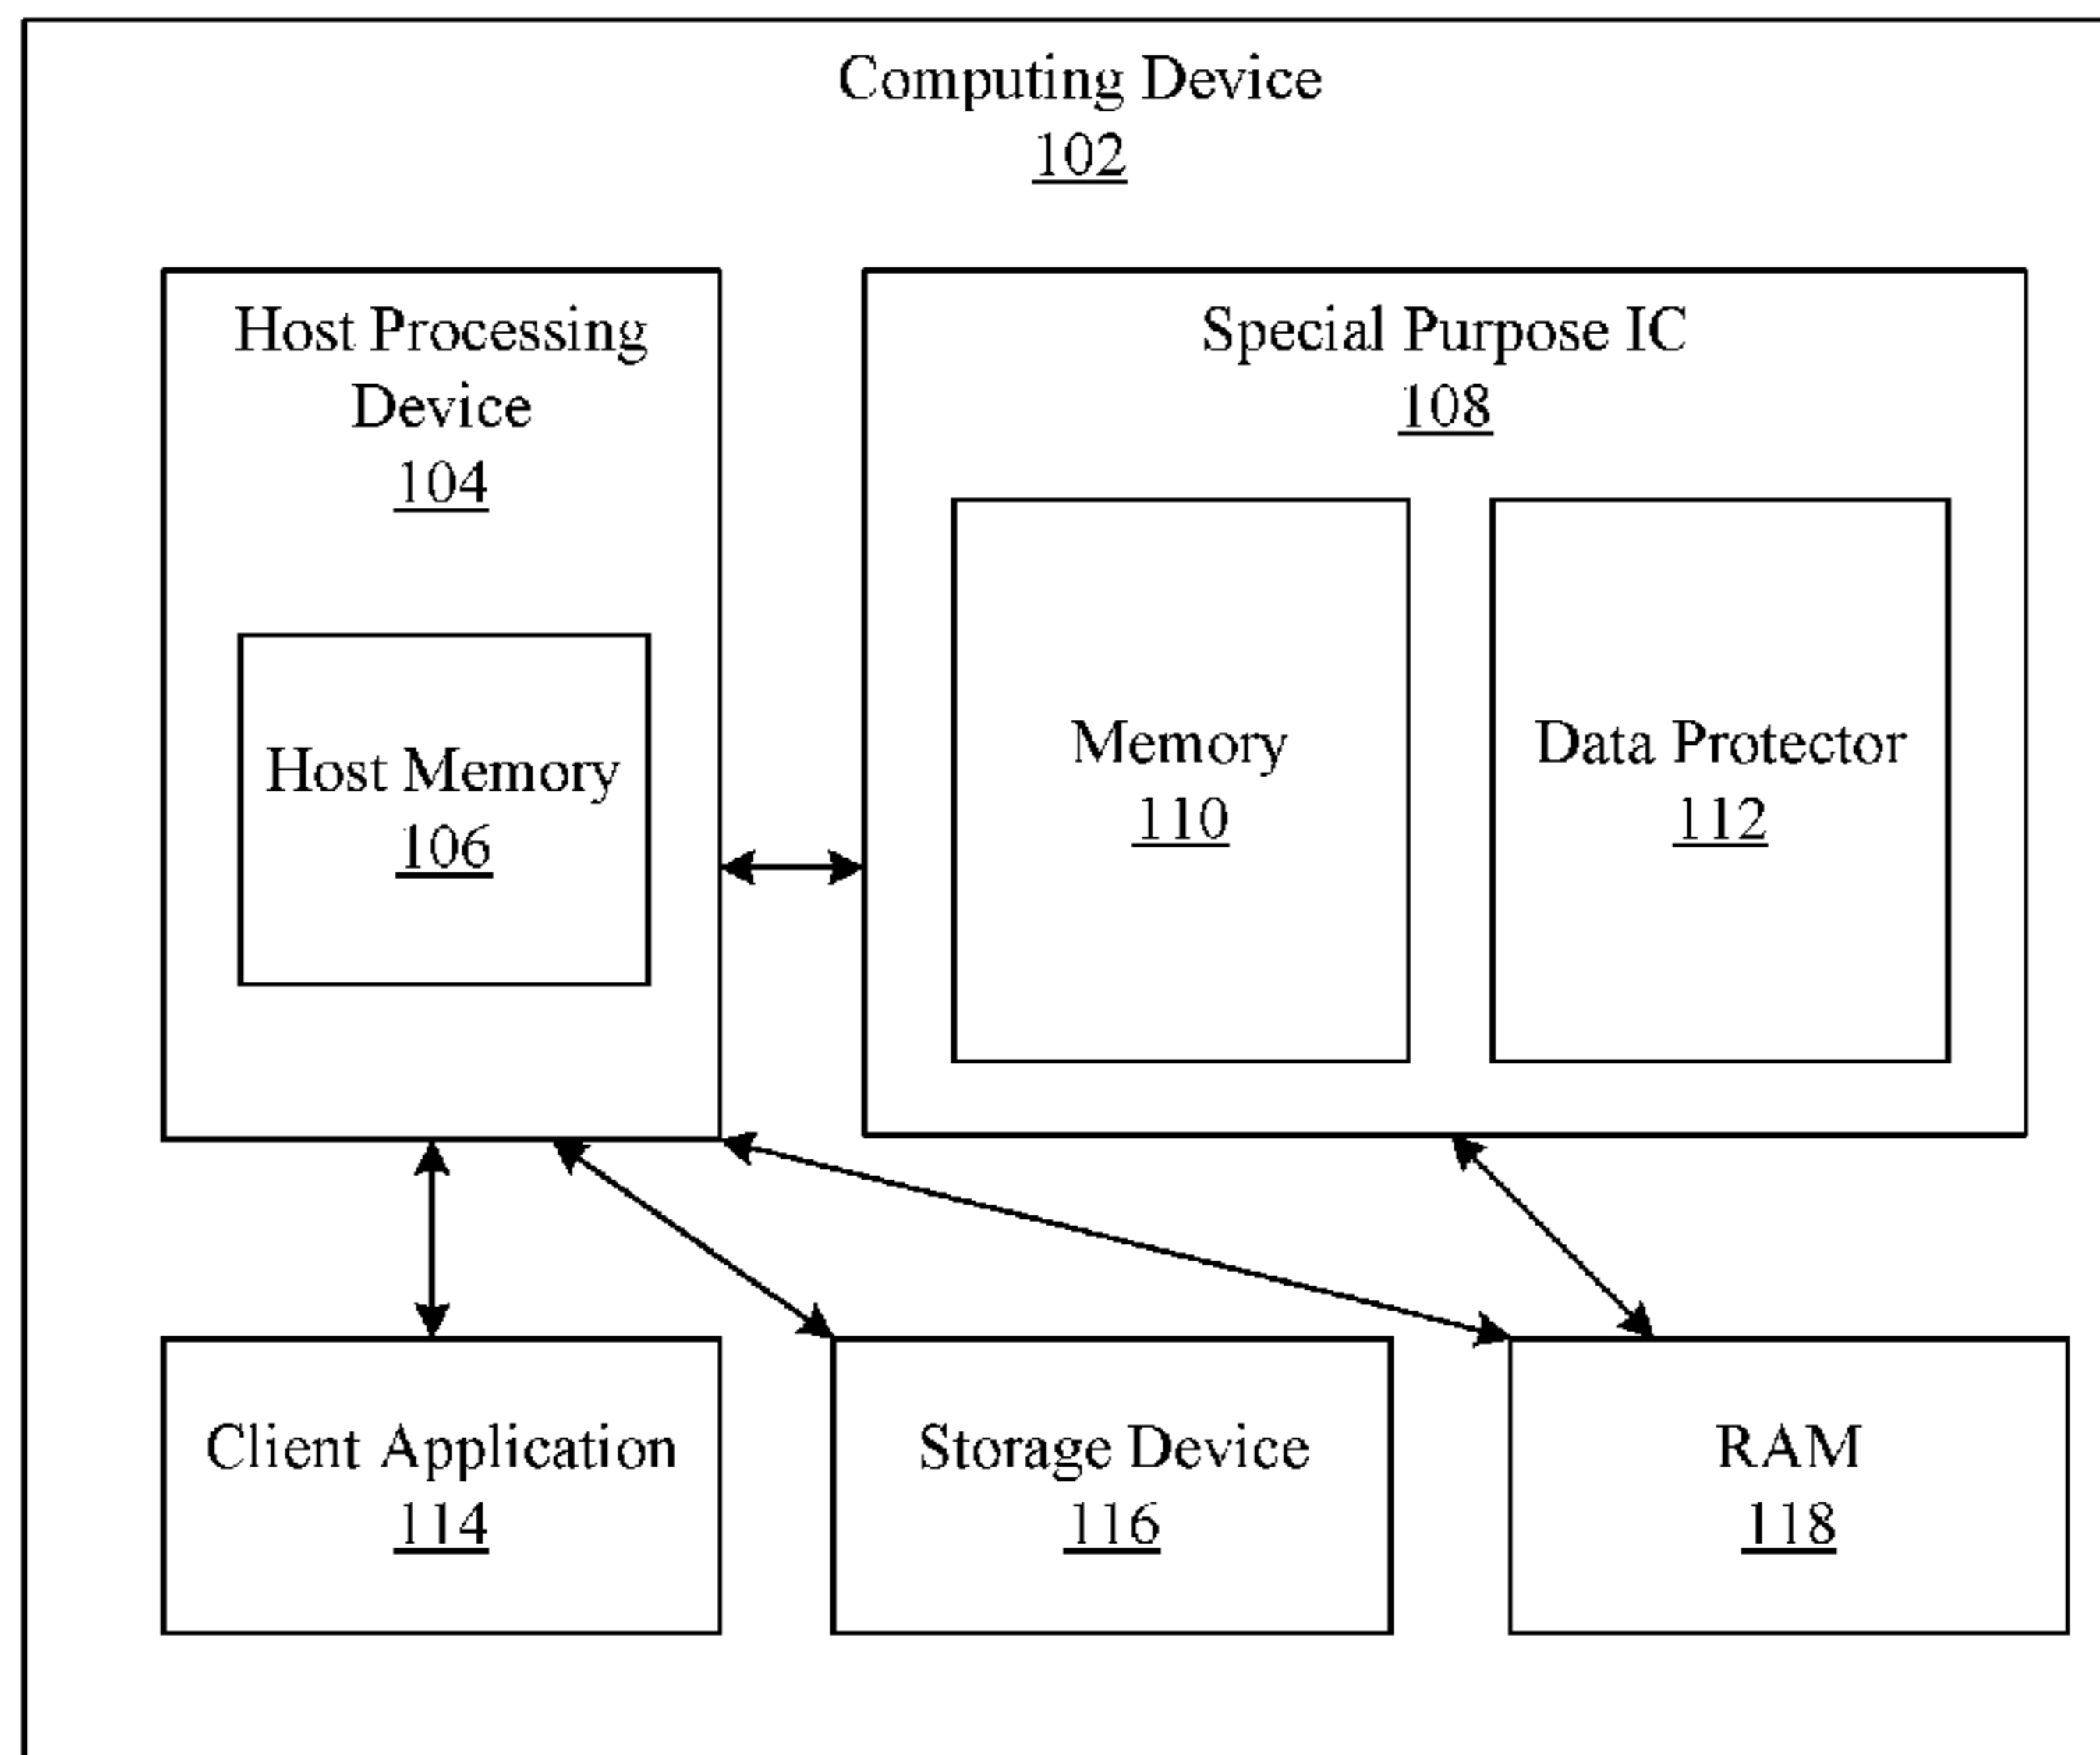 Computing Device
102
Host Processing
Device
104
Host Memory
106
Special Purpose IC
108
Memory
110
Data Protector
112
Client Application
114
Storage Device
116
RAM
118